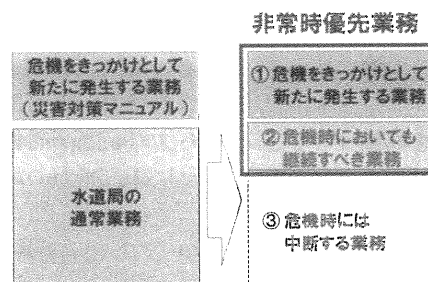 非常時優先業務
危機をきっかけとして
新たに発生する業務
(災害対策マニュアル)
水道局の
通常業務
① 危機をきっかけとして
新たに発生する業務
② 危機時においても
継続すべき業務
③ 危機時には
中断する業務